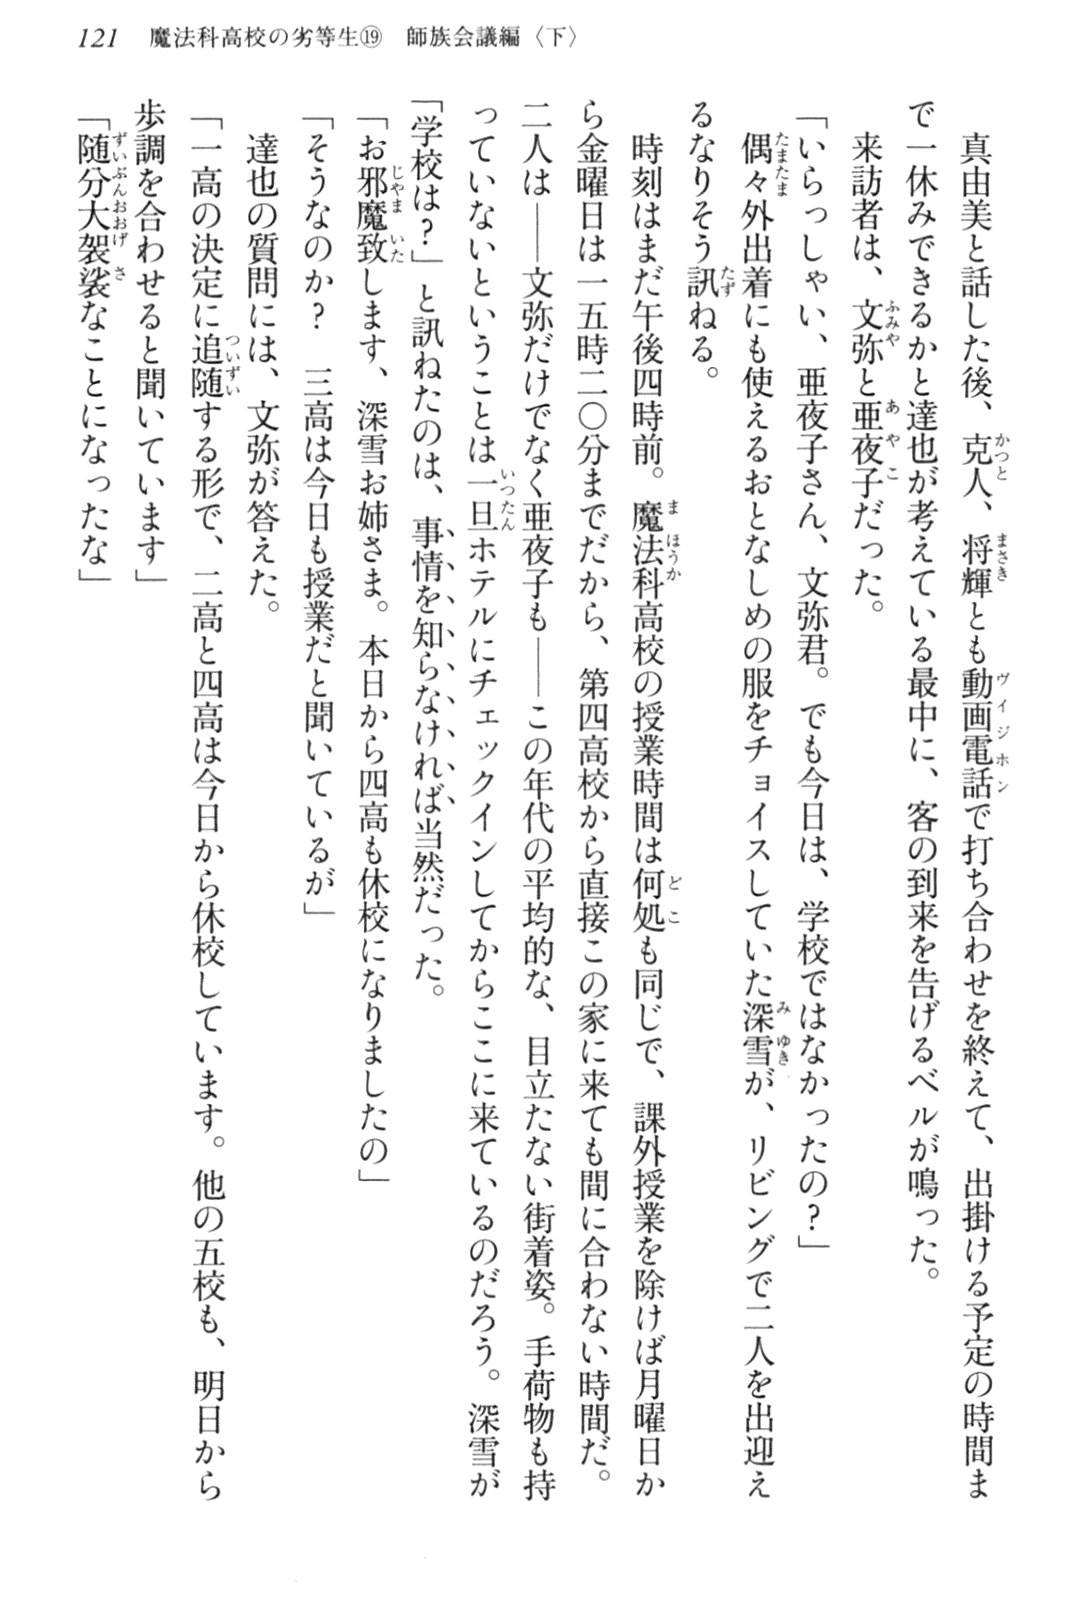 121　魔法科高校の劣等生⑲　師族会議編〈下〉
　真由美と話した後、克人、将輝とも動画電話で打ち合わせを終えて、出掛ける予定の時間ま
で一休みできるかと達也が考えている最中に、客の到来を告げるベルが鳴った。
　来訪者は、文弥と亜夜子だった。
「いらっしゃい、亜夜子さん、文弥君。でも今日は、学校ではなかったの？」
　偶々外出着にも使えるおとなしめの服をチョイスしていた深雪が、リビングで二人を出迎え
るなりそう訊ねる。
　時刻はまだ午後四時前。魔法科高校の授業時間は何処も同じで、課外授業を除けば月曜日か
ら金曜日は一五時二〇分までだから、第四高校から直接この家に来ても間に合わない時間だ。
二人は――文弥だけでなく亜夜子も――この年代の平均的な、目立たない街着姿。手荷物も持
っていないということは一旦ホテルにチェックインしてからここに来ているのだろう。深雪が
「学校は？」と訊ねたのは、事情を知らなければ当然だった。
「お邪魔致します、深雪お姉さま。本日から四高も休校になりましたの」
「そうなのか？　三高は今日も授業だと聞いているが」
　達也の質問には、文弥が答えた。
「一高の決定に追随する形で、二高と四高は今日から休校しています。他の五校も、明日から
歩調を合わせると聞いています」
「随分大袈裟なことになったな」